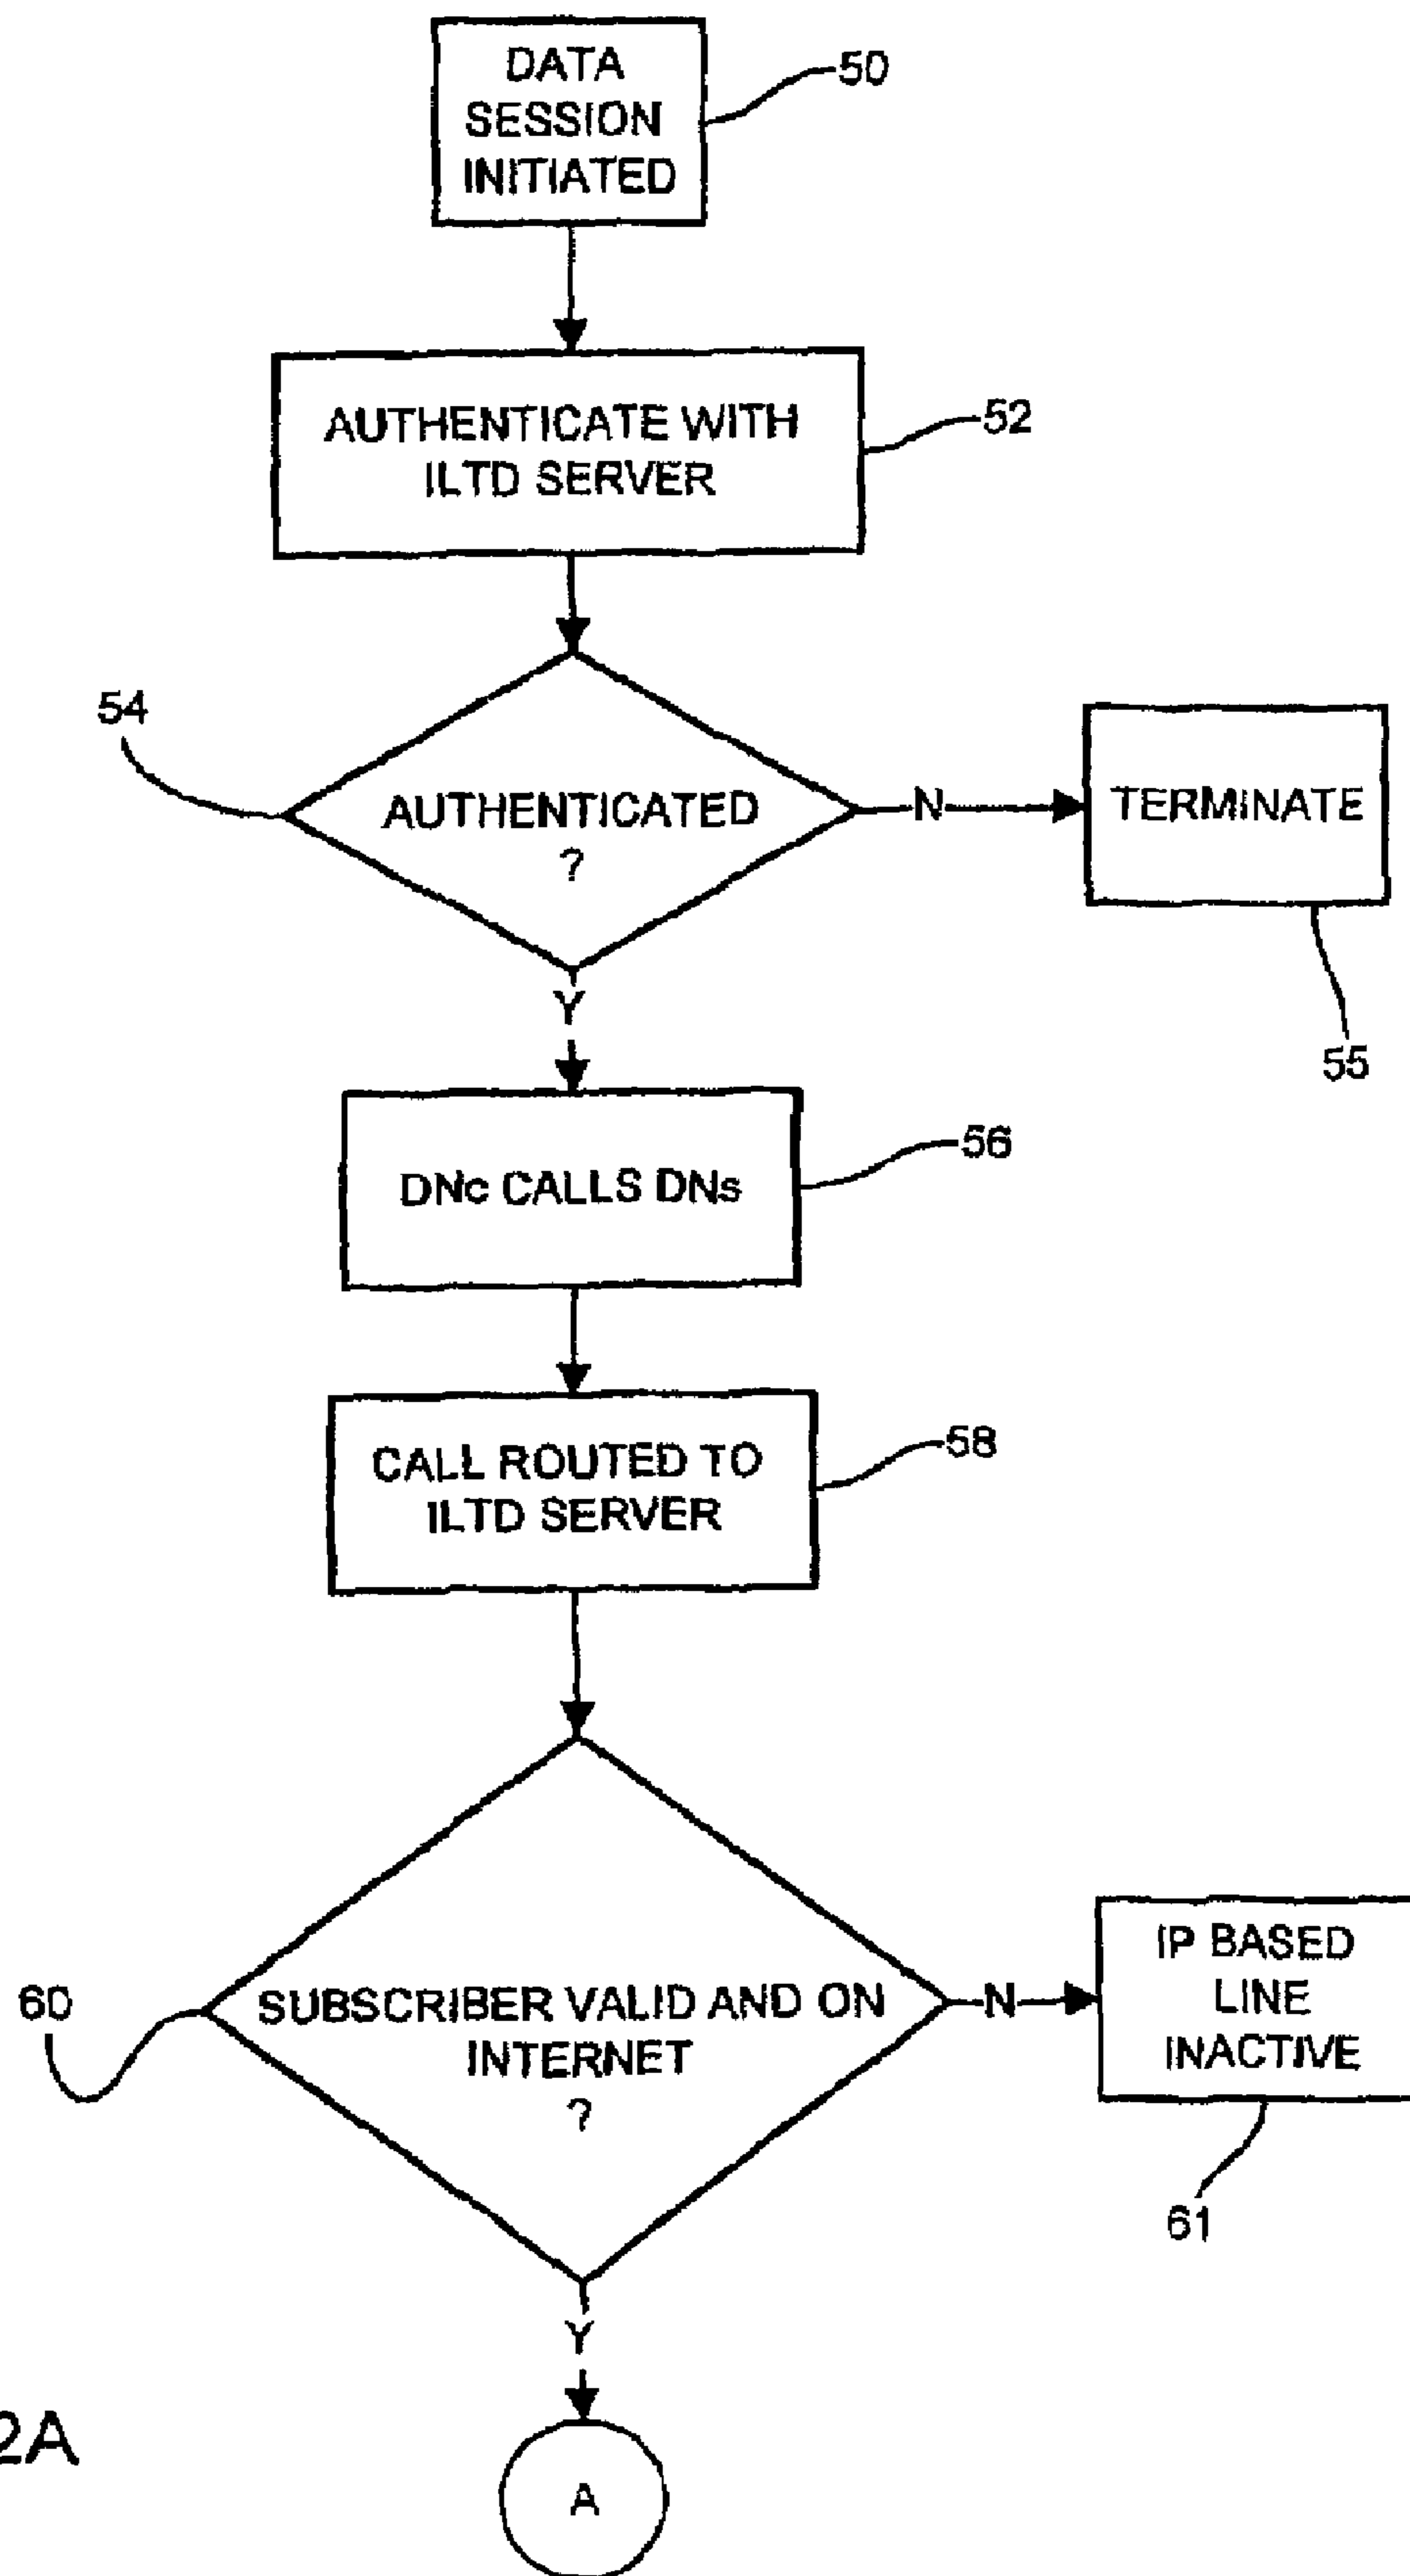 DATA
SESSION
INITIATED
50
AUTHENTICATE WITH
ILTD SERVER
52
54
AUTHENTICATED
?
N
TERMINATE
55
Y
DNc CALLS DNs
56
CALL ROUTED TO
ILTD SERVER
58
60
SUBSCRIBER VALID AND ON
INTERNET
?
N
IP BASED
LINE
INACTIVE
61
Y
2A
A